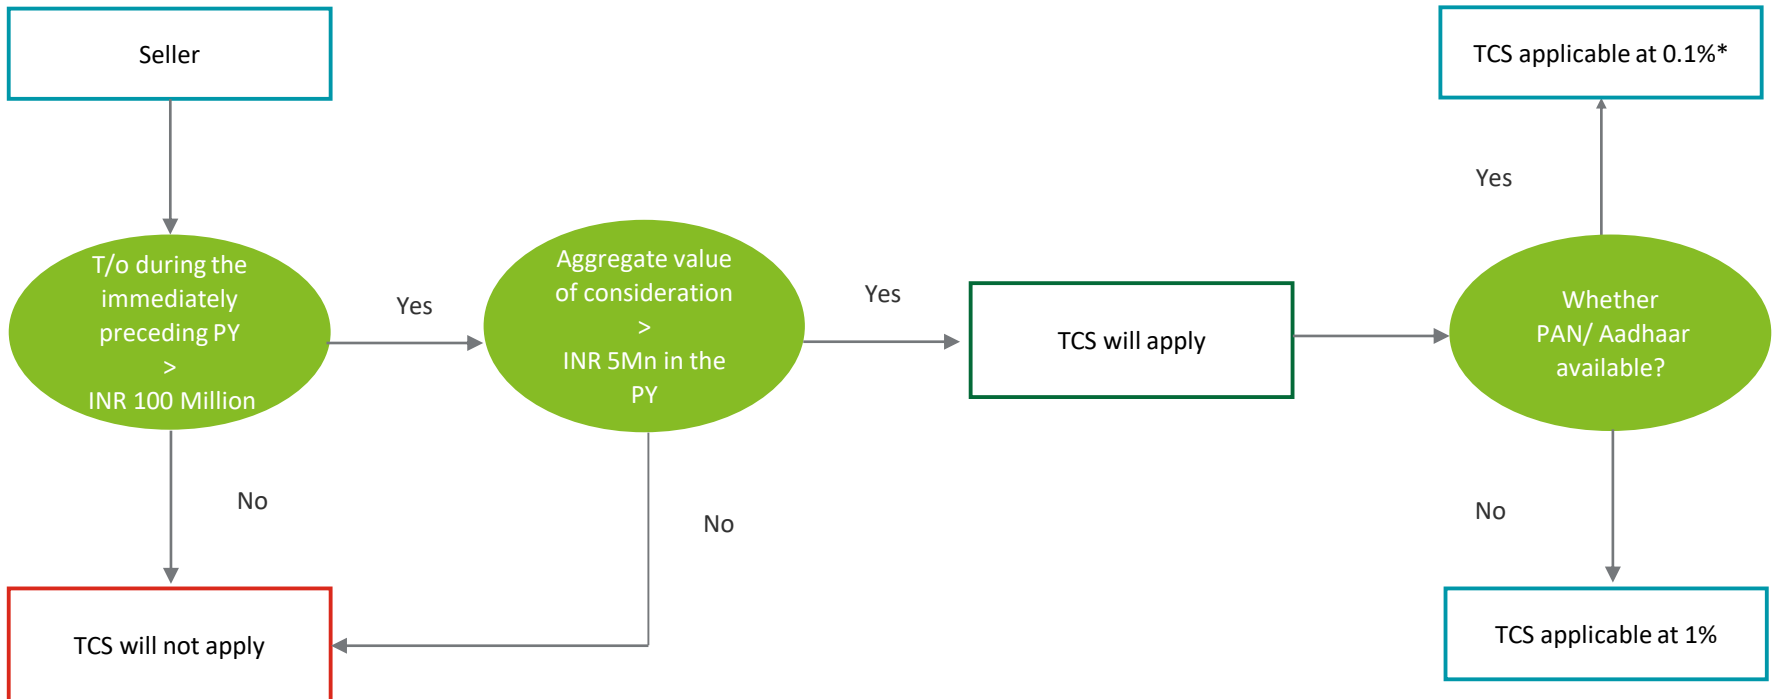 Seller
T/o during the
immediately
preceding PY
>
INR 100 Million
Yes
No
TCS will not apply
Aggregate value
of consideration
>
INR 5Mn in the
PY
Yes
No
TCS will apply
Whether
PAN/ Aadhaar
available?
Yes
TCS applicable at 0.1%*
No
TCS applicable at 1%